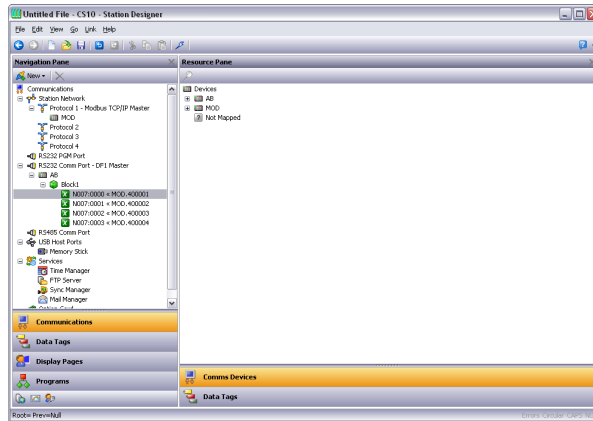 Untitled File - CS10 - Station Designer
File Edit View Go Link Help
Navigation Pane
Resource Pane
New
Communications
Station Network
Protocol 1 - Modbus TCP/IP Master
MOD
Protocol 2
Protocol 3
Protocol 4
RS232 PGM Port
RS232 Comm Port - DF1 Master
AB
Block1
N007:0000 « MOD.400001
N007:0001 « MOD.400002
N007:0002 « MOD.400003
N007:0003 « MOD.400004
RS485 Comm Port
USB Host Ports
Memory Stick
Services
Time Manager
FTP Server
Sync Manager
Mail Manager
Devices
AB
MOD
Not Mapped
Communications
Data Tags
Display Pages
Programs
Comms Devices
Data Tags
Root= Prev=Null
Errors Circular CAPS